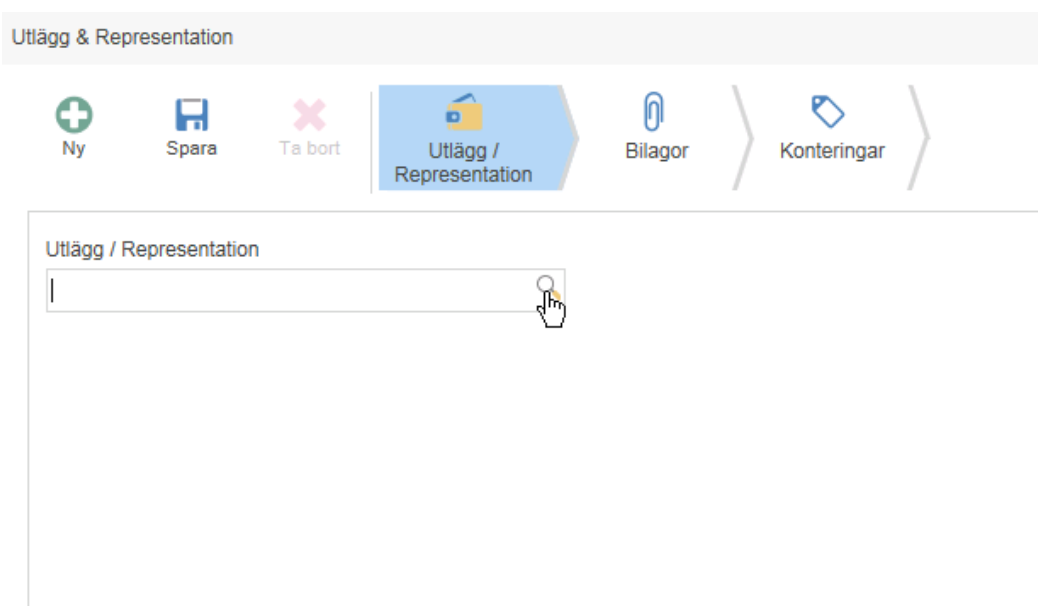 Utlägg & Representation
Ny
Spara
Ta bort
Utlägg /
Representation
Bilagor
Konteringar
Utlägg / Representation